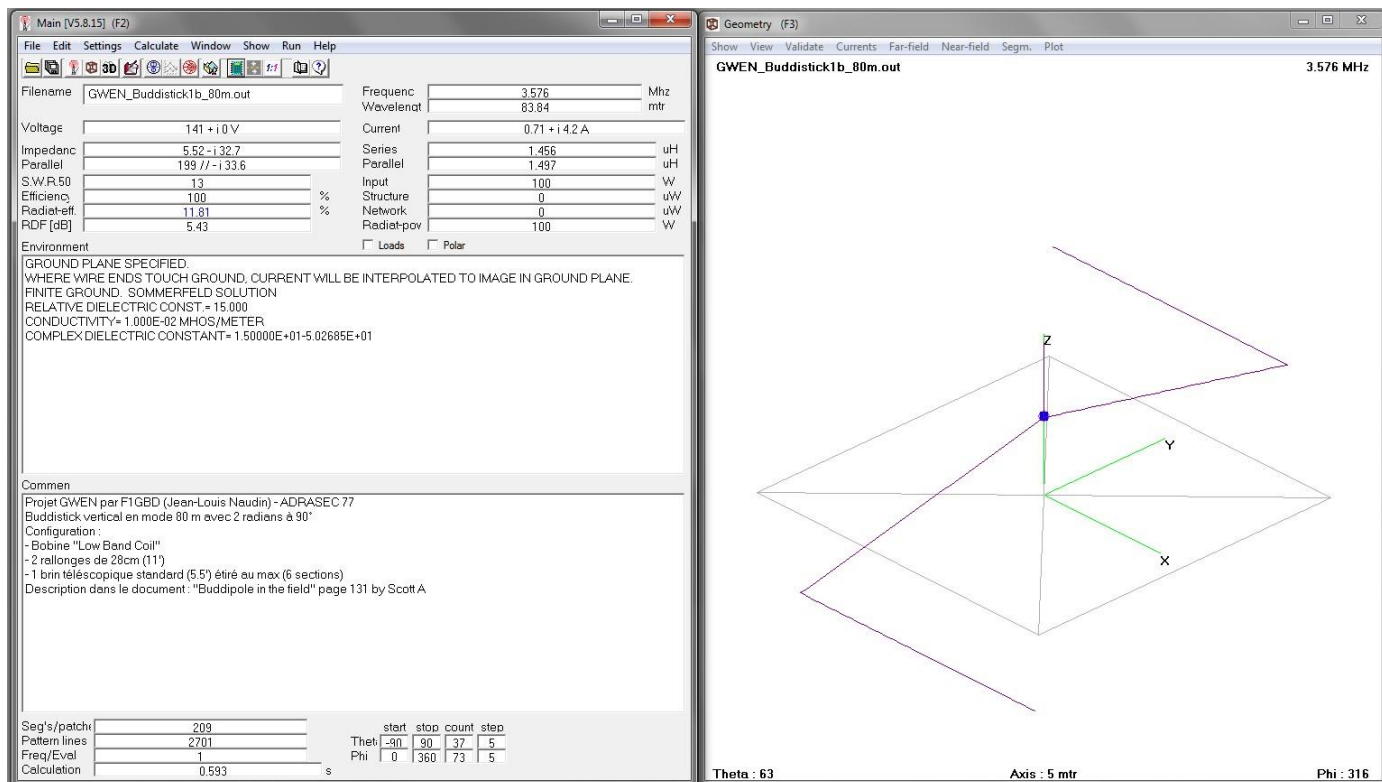 Main [V5.8.15] (F2)
File Edit Settings Calculate Window Show Run Help
3D 1:1
Filename GWEN_Buddistick1b_80m.out
Frequenc 3.576 Mhz
Wavelengt 83.84 mtr
Voltage 141 + i 0 V
Current 0.71 + i 4.2 A
Impedanc 5.52 - i 32.7
Series 1.456 uH
Parallel 199 // - i 33.6
Parallel 1.497 uH
S.W.R.50 13
Input 100 W
Efficiency 100 %
Structure 0 uW
Radiat-eff. 11.81 %
Network 0 uW
RDF [dB] 5.43
Radiat-pow 100 W
Environment
Loads Polar
GROUND PLANE SPECIFIED.
WHERE WIRE ENDS TOUCH GROUND, CURRENT WILL BE INTERPOLATED TO IMAGE IN GROUND PLANE.
FINITE GROUND. SOMMERFELD SOLUTION
RELATIVE DIELECTRIC CONST.= 15.000
CONDUCTIVITY= 1.000E-02 MHOS/METER
COMPLEX DIELECTRIC CONSTANT= 1.50000E+01-5.02685E+01
Commen
Projet GWEN par F1GBD (Jean-Louis Naudin) - ADRASEC 77
Buddistick vertical en mode 80 m avec 2 radians à 90°
Configuration :
- Bobine "Low Band Coil"
- 2 rallonges de 28cm (11')
- 1 brin téléscopique standard (5.5') étiré au max (6 sections)
Description dans le document : "Buddipole in the field" page 131 by Scott A
Seg's/patche 209
Pattern lines 2701
Freq/Eval 1
Calculation 0.593 s
start stop count step
Theta -90 90 37 5
Phi 0 360 73 5
Geometry (F3)
Show View Validate Currents Far-field Near-field Segm. Plot
GWEN_Buddistick1b_80m.out 3.576 MHz
Z
Y
X
Theta : 63 Axis : 5 mtr Phi : 316